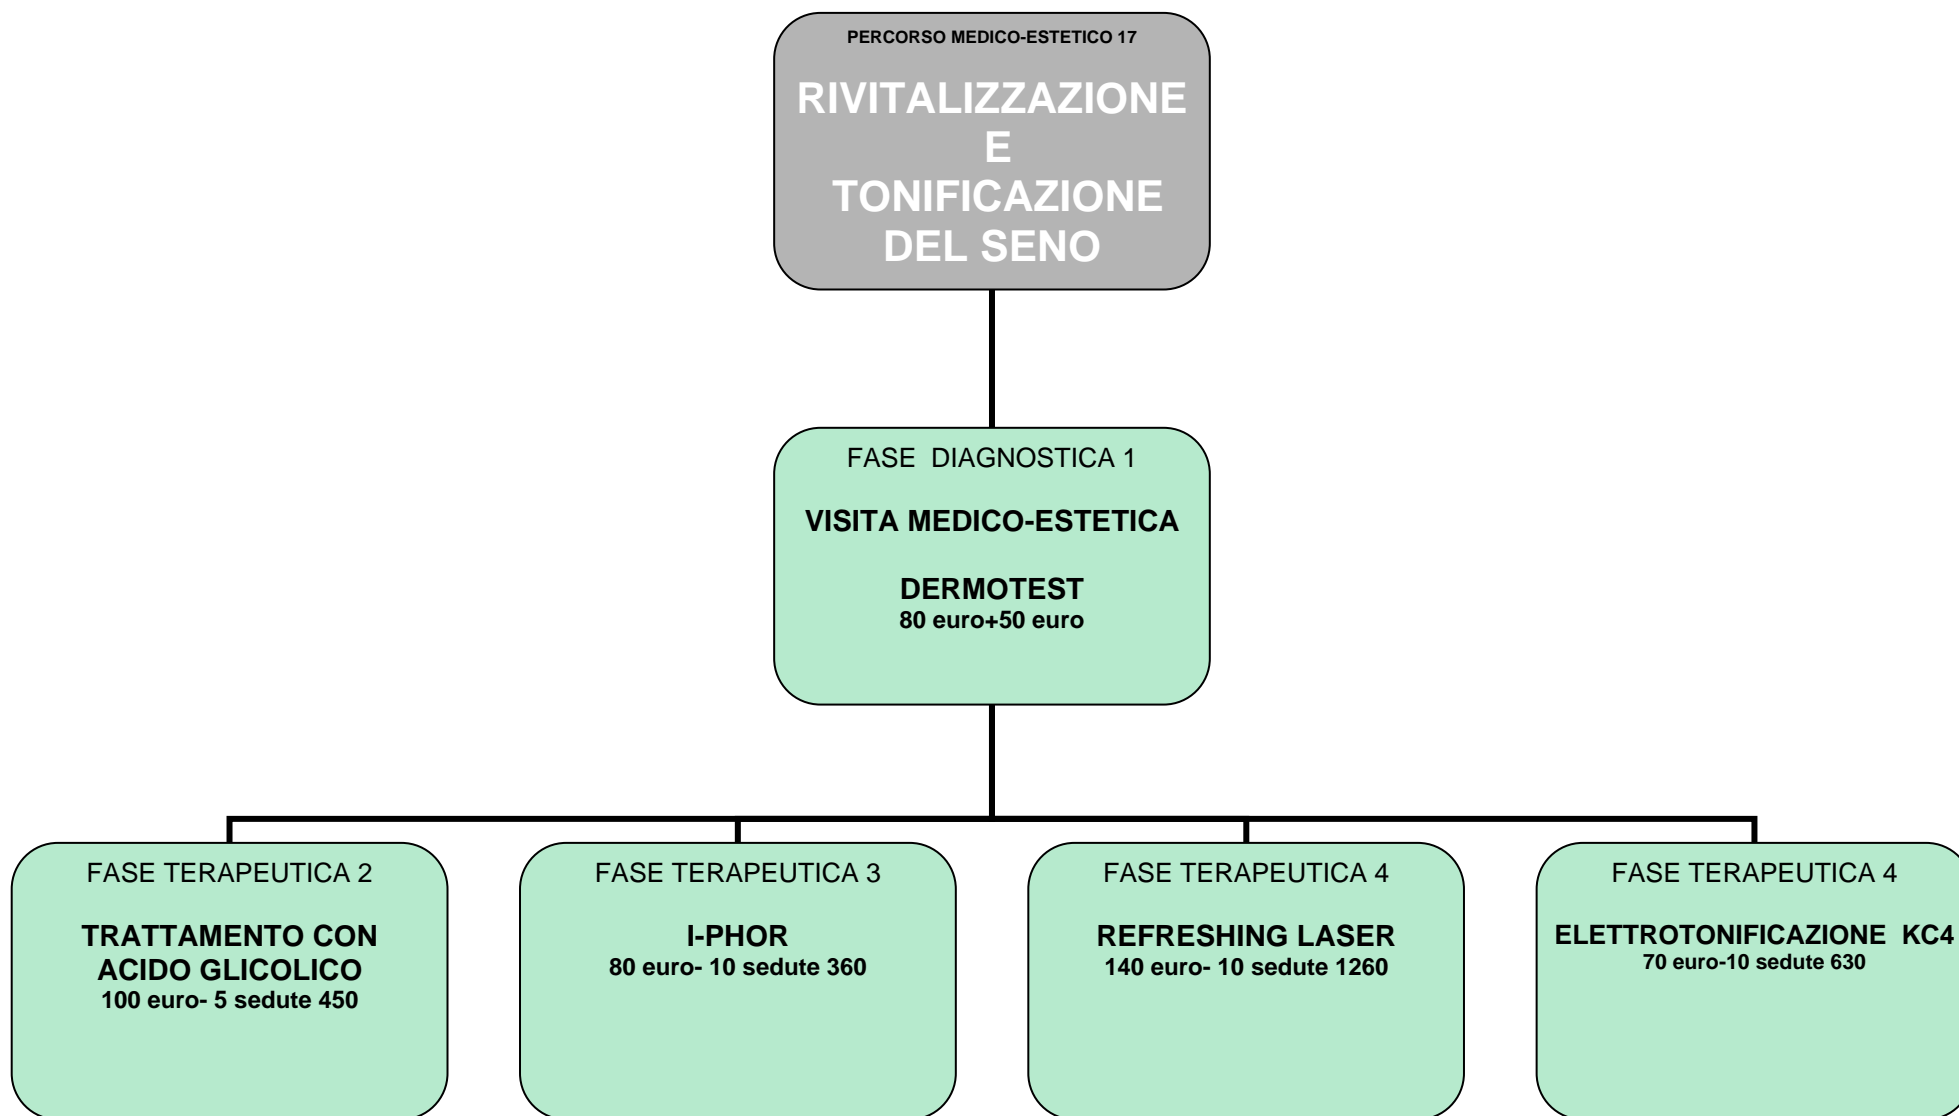 PERCORSO MEDICO-ESTETICO 17
RIVITALIZZAZIONE
E
TONIFICAZIONE
DEL SENO
FASE DIAGNOSTICA 1
VISITA MEDICO-ESTETICA
DERMOTEST
80 euro+50 euro
FASE TERAPEUTICA 2
TRATTAMENTO CON
ACIDO GLICOLICO
100 euro- 5 sedute 450
FASE TERAPEUTICA 3
I-PHOR
80 euro- 10 sedute 360
FASE TERAPEUTICA 4
REFRESHING LASER
140 euro- 10 sedute 1260
FASE TERAPEUTICA 4
ELETTROTONIFICAZIONE KC4
70 euro-10 sedute 630